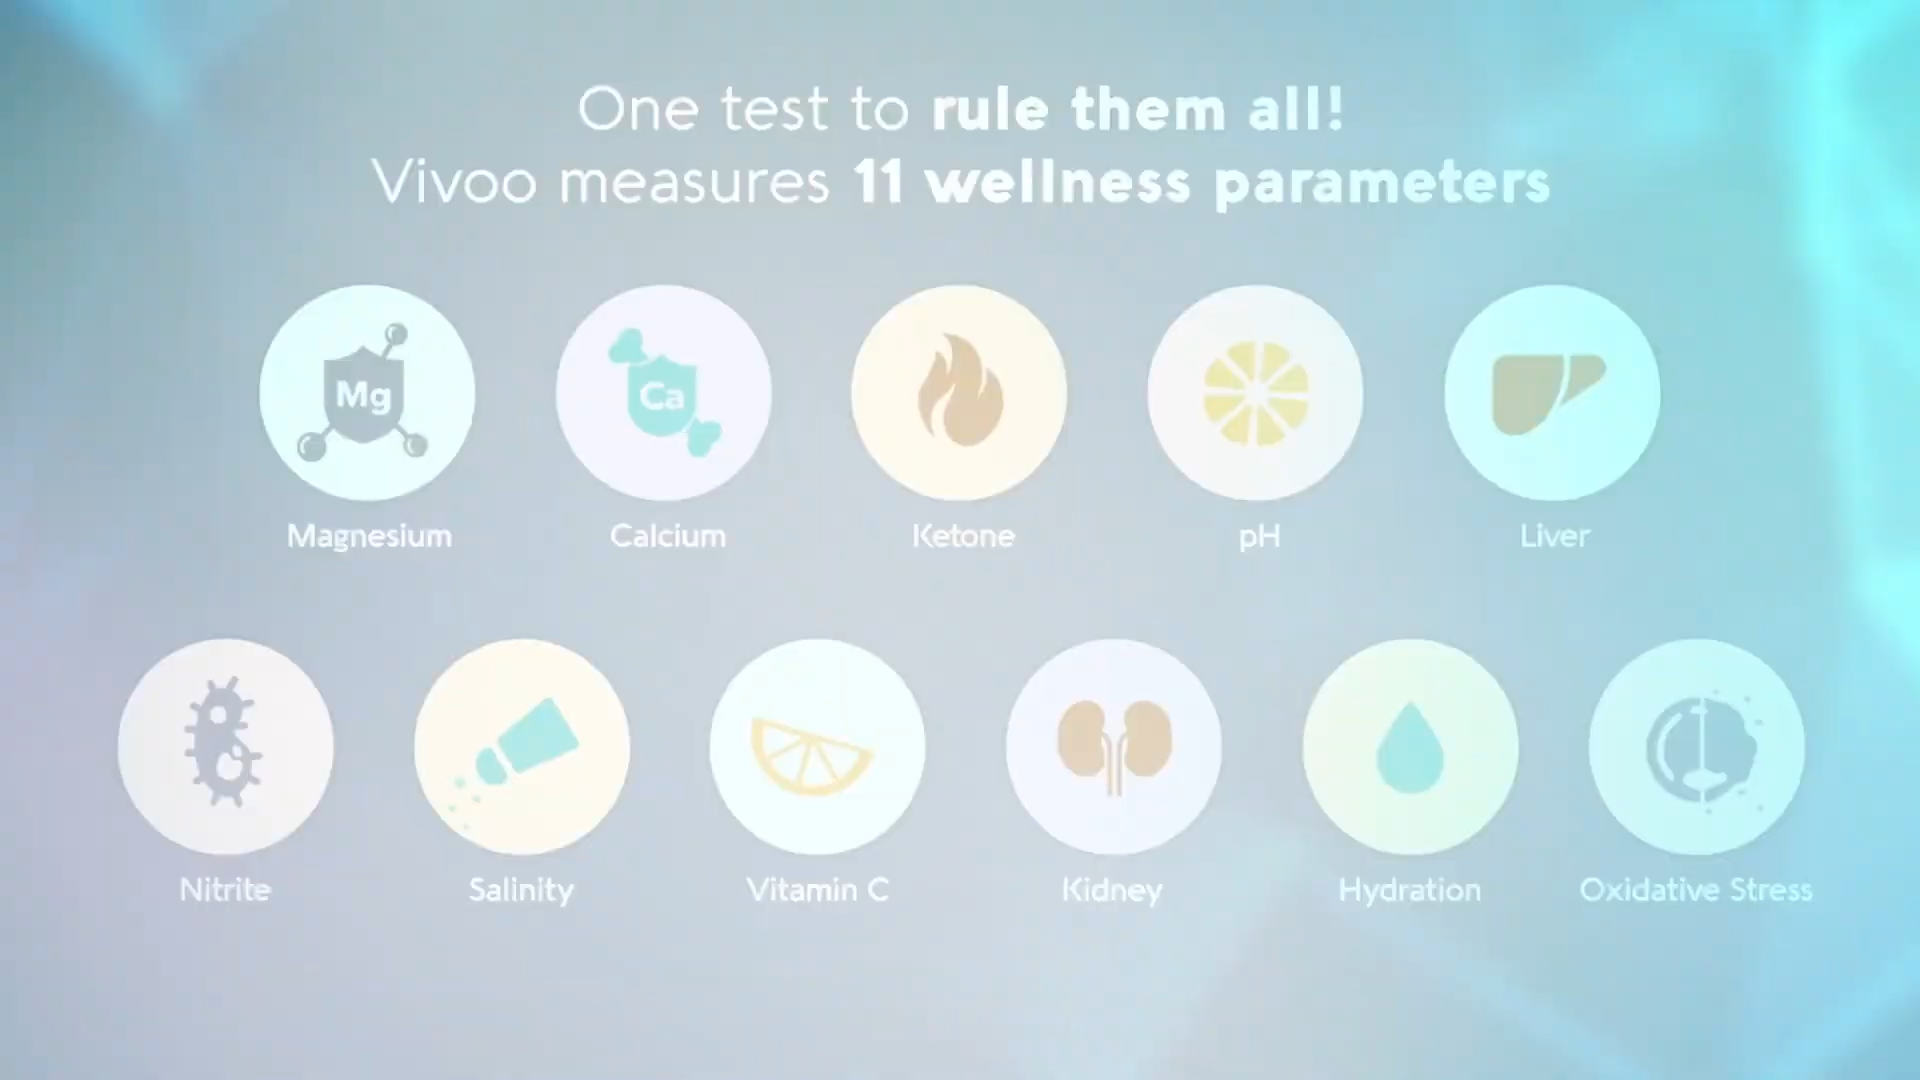 One test to rule them all!
Vivoo measures 11 wellness parameters
Mg
Ca
Magnesium
Calcium
Ketone
pH
Liver
Nitrite
Salinity
Vitamin C
Kidney
Hydration
Oxidative Stress